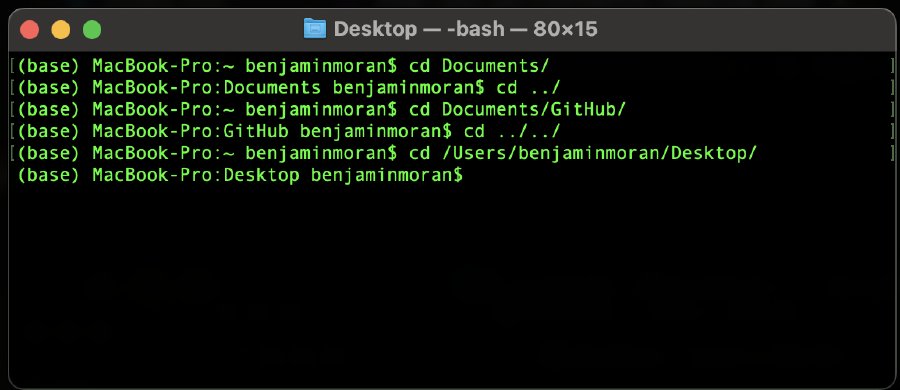 Desktop — -bash — 80×15
[(base) MacBook-Pro:~ benjaminmoran$ cd Documents/ ]
[(base) MacBook-Pro:Documents benjaminmoran$ cd ../ ]
[(base) MacBook-Pro:~ benjaminmoran$ cd Documents/GitHub/ ]
[(base) MacBook-Pro:GitHub benjaminmoran$ cd ../../ ]
[(base) MacBook-Pro:~ benjaminmoran$ cd /Users/benjaminmoran/Desktop/ ]
(base) MacBook-Pro:Desktop benjaminmoran$